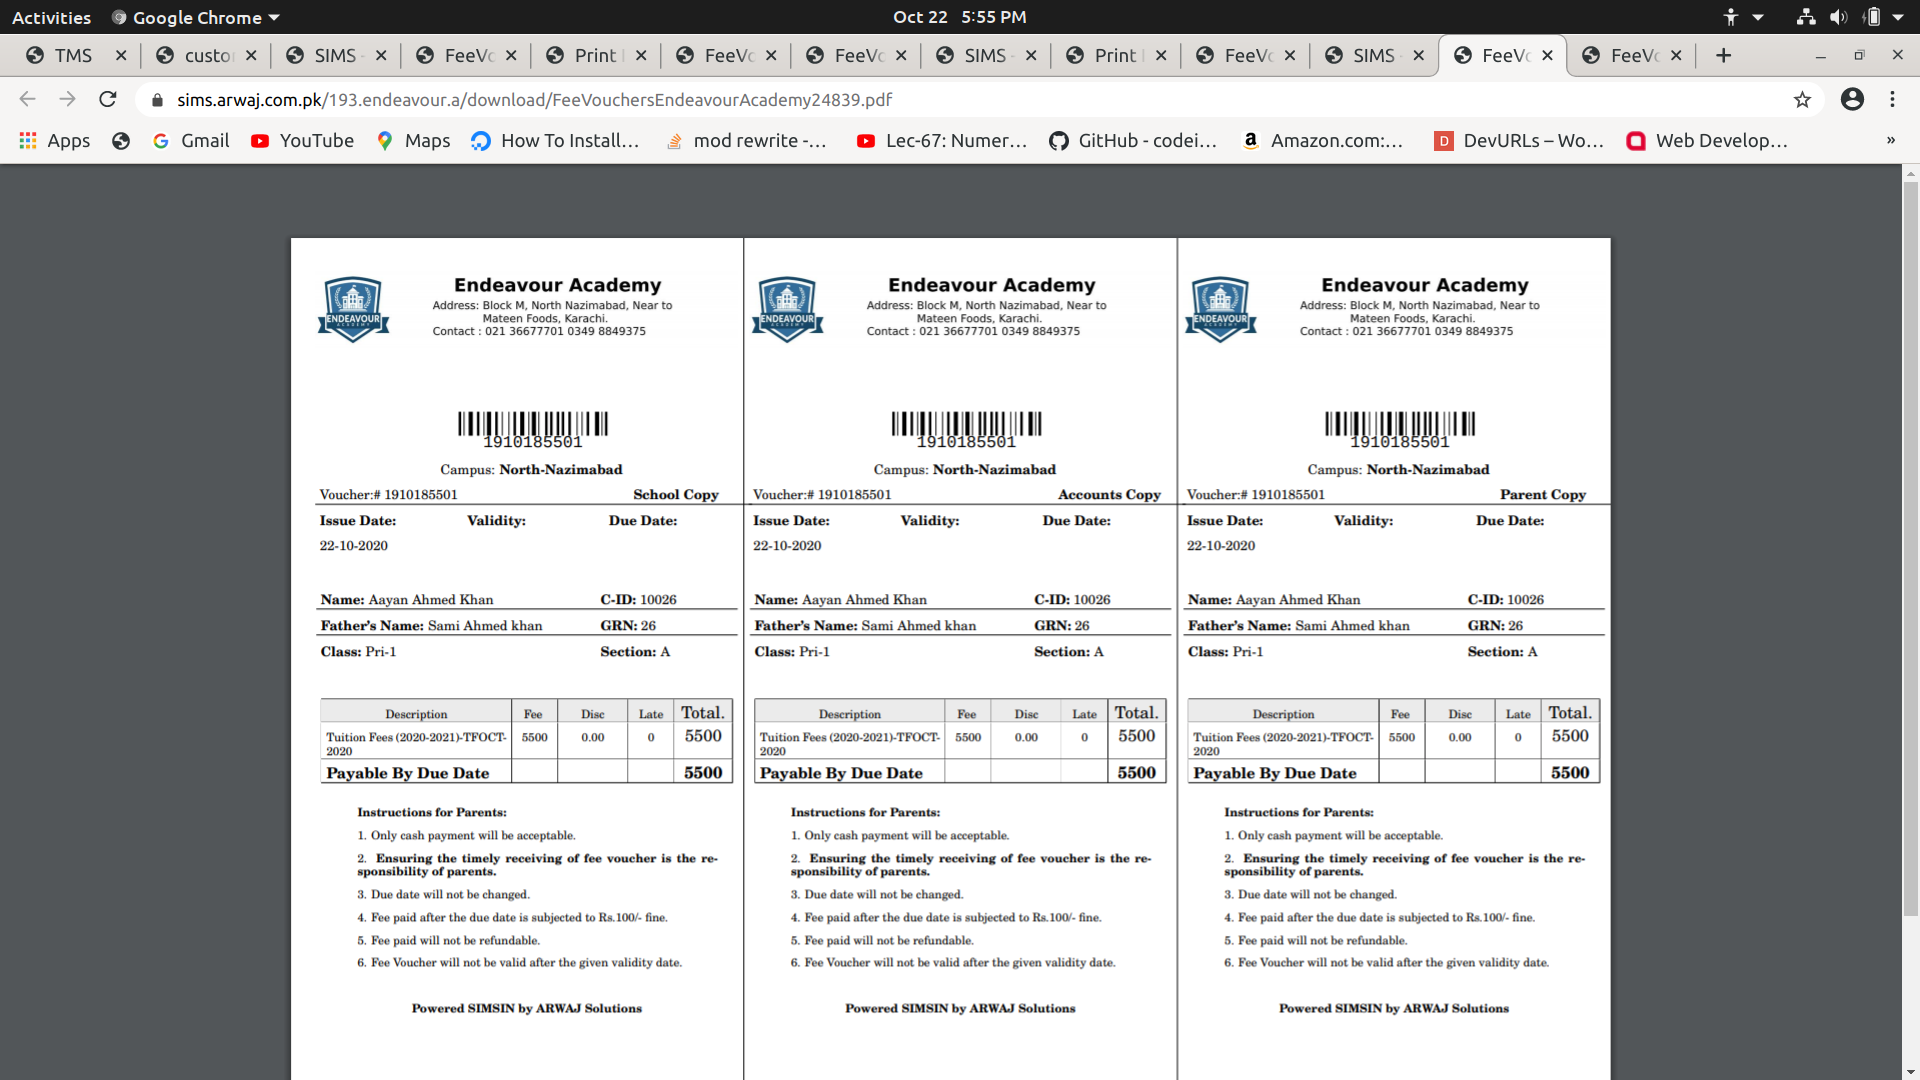 Activities Google Chrome Oct 22 5:55 PM
TMS custor SIMS - FeeVo Print FeeVo FeeVo SIMS - Print FeeVo SIMS - FeeVo FeeVo
sims.arwaj.com.pk/193.endeavour.a/download/FeeVouchersEndeavourAcademy24839.pdf
Apps Gmail YouTube Maps How To Install... mod rewrite -... Lec-67: Numer... GitHub - codei... Amazon.com:... DevURLs – Wo... Web Develop... »
ENDEAVOUR
ACADEMY
Endeavour Academy
Address: Block M, North Nazimabad, Near to
Mateen Foods, Karachi.
Contact : 021 36677701 0349 8849375
1910185501
Campus: North-Nazimabad
Voucher:# 1910185501 School Copy
Issue Date: Validity: Due Date:
22-10-2020
Name: Aayan Ahmed Khan C-ID: 10026
Father's Name: Sami Ahmed khan GRN: 26
Class: Pri-1 Section: A
Description Fee Disc Late Total.
Tuition Fees (2020-2021)-TFOCT- 5500 0.00 0 5500
2020
Payable By Due Date 5500
Instructions for Parents:
1. Only cash payment will be acceptable.
2. Ensuring the timely receiving of fee voucher is the re-
sponsibility of parents.
3. Due date will not be changed.
4. Fee paid after the due date is subjected to Rs.100/- fine.
5. Fee paid will not be refundable.
6. Fee Voucher will not be valid after the given validity date.
Powered SIMSIN by ARWAJ Solutions
ENDEAVOUR
ACADEMY
Endeavour Academy
Address: Block M, North Nazimabad, Near to
Mateen Foods, Karachi.
Contact : 021 36677701 0349 8849375
1910185501
Campus: North-Nazimabad
Voucher:# 1910185501 Accounts Copy
Issue Date: Validity: Due Date:
22-10-2020
Name: Aayan Ahmed Khan C-ID: 10026
Father's Name: Sami Ahmed khan GRN: 26
Class: Pri-1 Section: A
Description Fee Disc Late Total.
Tuition Fees (2020-2021)-TFOCT- 5500 0.00 0 5500
2020
Payable By Due Date 5500
Instructions for Parents:
1. Only cash payment will be acceptable.
2. Ensuring the timely receiving of fee voucher is the re-
sponsibility of parents.
3. Due date will not be changed.
4. Fee paid after the due date is subjected to Rs.100/- fine.
5. Fee paid will not be refundable.
6. Fee Voucher will not be valid after the given validity date.
Powered SIMSIN by ARWAJ Solutions
ENDEAVOUR
ACADEMY
Endeavour Academy
Address: Block M, North Nazimabad, Near to
Mateen Foods, Karachi.
Contact : 021 36677701 0349 8849375
1910185501
Campus: North-Nazimabad
Voucher:# 1910185501 Parent Copy
Issue Date: Validity: Due Date:
22-10-2020
Name: Aayan Ahmed Khan C-ID: 10026
Father's Name: Sami Ahmed khan GRN: 26
Class: Pri-1 Section: A
Description Fee Disc Late Total.
Tuition Fees (2020-2021)-TFOCT- 5500 0.00 0 5500
2020
Payable By Due Date 5500
Instructions for Parents:
1. Only cash payment will be acceptable.
2. Ensuring the timely receiving of fee voucher is the re-
sponsibility of parents.
3. Due date will not be changed.
4. Fee paid after the due date is subjected to Rs.100/- fine.
5. Fee paid will not be refundable.
6. Fee Voucher will not be valid after the given validity date.
Powered SIMSIN by ARWAJ Solutions